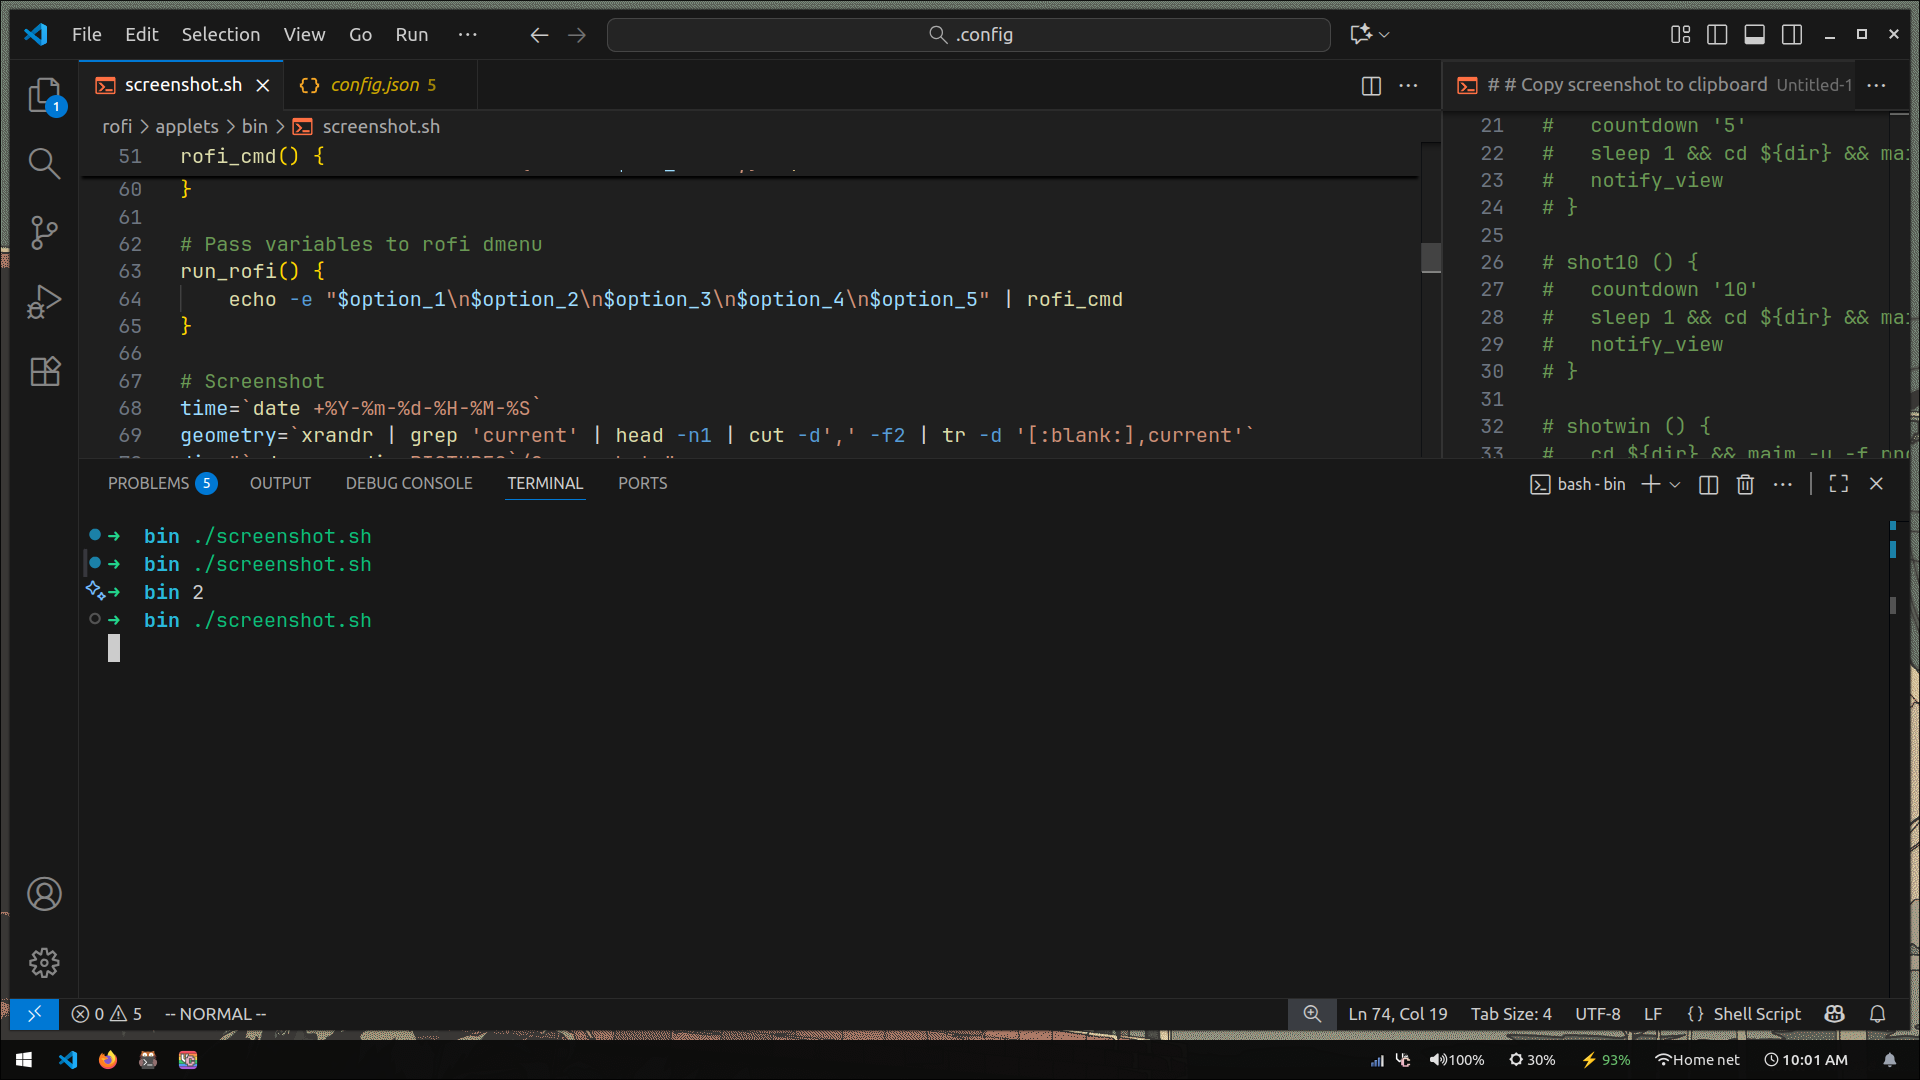 File Edit Selection View Go Run ··· .config
screenshot.sh config.json 5
# # Copy screenshot to clipboard Untitled-1
rofi > applets > bin > screenshot.sh
51 rofi_cmd() {
60 }
61
62 # Pass variables to rofi dmenu
63 run_rofi() {
64 echo -e "$option_1\n$option_2\n$option_3\n$option_4\n$option_5" | rofi_cmd
65 }
66
67 # Screenshot
68 time=`date +%Y-%m-%d-%H-%M-%S`
69 geometry=`xrandr | grep 'current' | head -n1 | cut -d',' -f2 | tr -d '[:blank:],current'`
21 # countdown '5'
22 # sleep 1 && cd ${dir} && mai
23 # notify_view
24 # }
25
26 # shot10 () {
27 # countdown '10'
28 # sleep 1 && cd ${dir} && mai
29 # notify_view
30 # }
31
32 # shotwin () {
33 # cd ${dir} && maim -u -f png
PROBLEMS 5 OUTPUT DEBUG CONSOLE TERMINAL PORTS bash - bin
→ bin ./screenshot.sh
→ bin ./screenshot.sh
→ bin 2
→ bin ./screenshot.sh
0 5 -- NORMAL -- Ln 74, Col 19 Tab Size: 4 UTF-8 LF {} Shell Script
100% 30% 93% Home net 10:01 AM